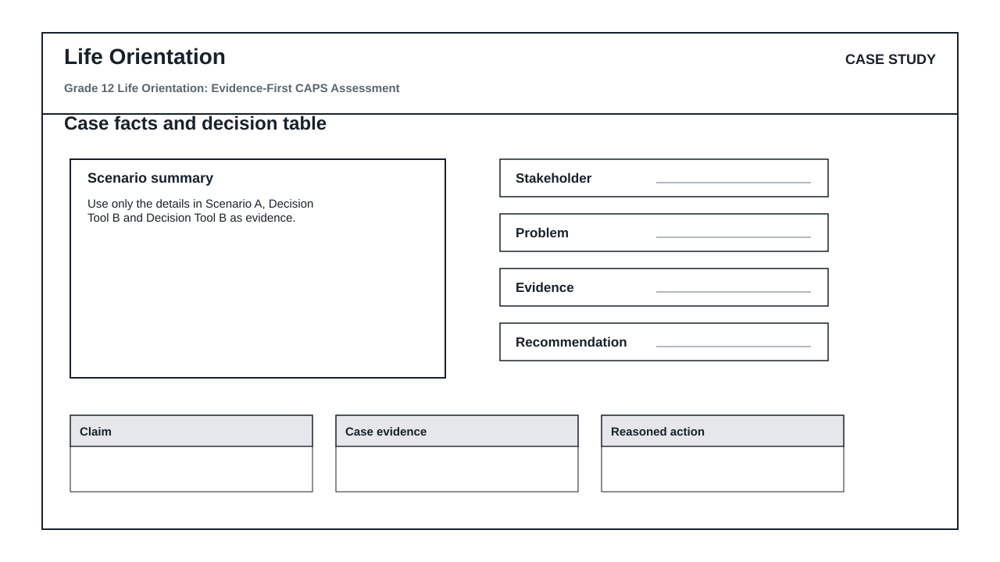 Life Orientation
CASE STUDY
Grade 12 Life Orientation: Evidence-First CAPS Assessment
Case facts and decision table
Scenario summary
Use only the details in Scenario A, Decision
Tool B and Decision Tool B as evidence.
Stakeholder
Problem
Evidence
Recommendation
Claim
Case evidence
Reasoned action